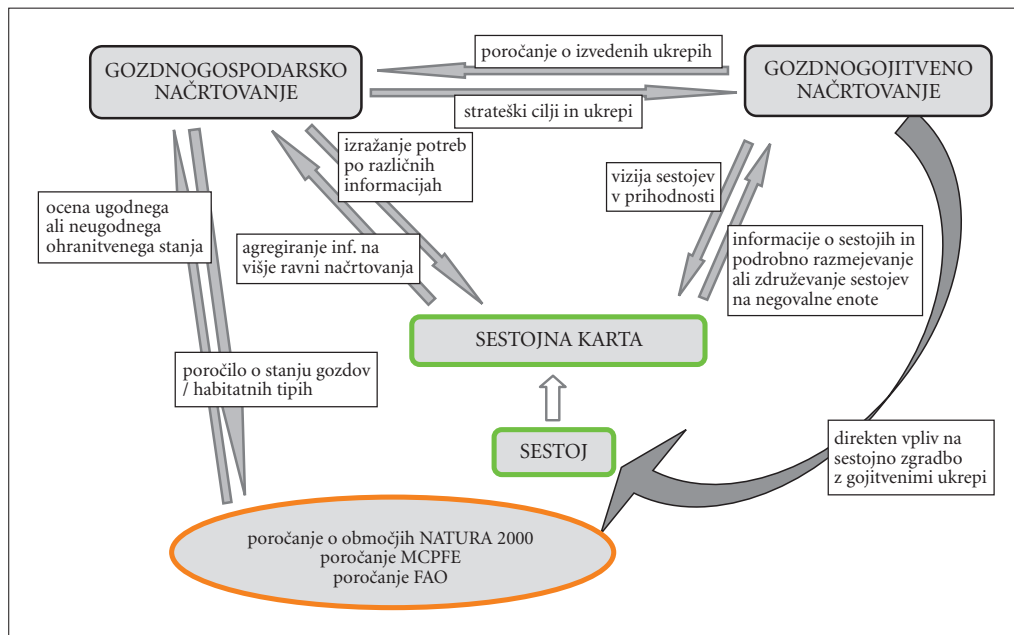 poročanje o izvedenih ukrepih
GOZDNOGOSPODARSKO
NAČRTOVANJE
GOZDNOGOJITVENO
NAČRTOVANJE
strateški cilji in ukrepi
izražanje potreb
po različnih
informacijah
vizija sestojev
v prihodnosti
ocena ugodnega
ali neugodnega
ohranitvenega stanja
agregiranje inf. na
višje ravni načrtovanja
informacije o sestojih in
podrobno razmejevanje
ali združevanje sestojev
na negovalne enote
SESTOJNA KARTA
poročilo o stanju gozdov
/ habitatnih tipih
SESTOJ
direkten vpliv na
sestojno zgradbo
z gojitvenimi ukrepi
poročanje o območjih NATURA 2000
poročanje MCPFE
poročanje FAO